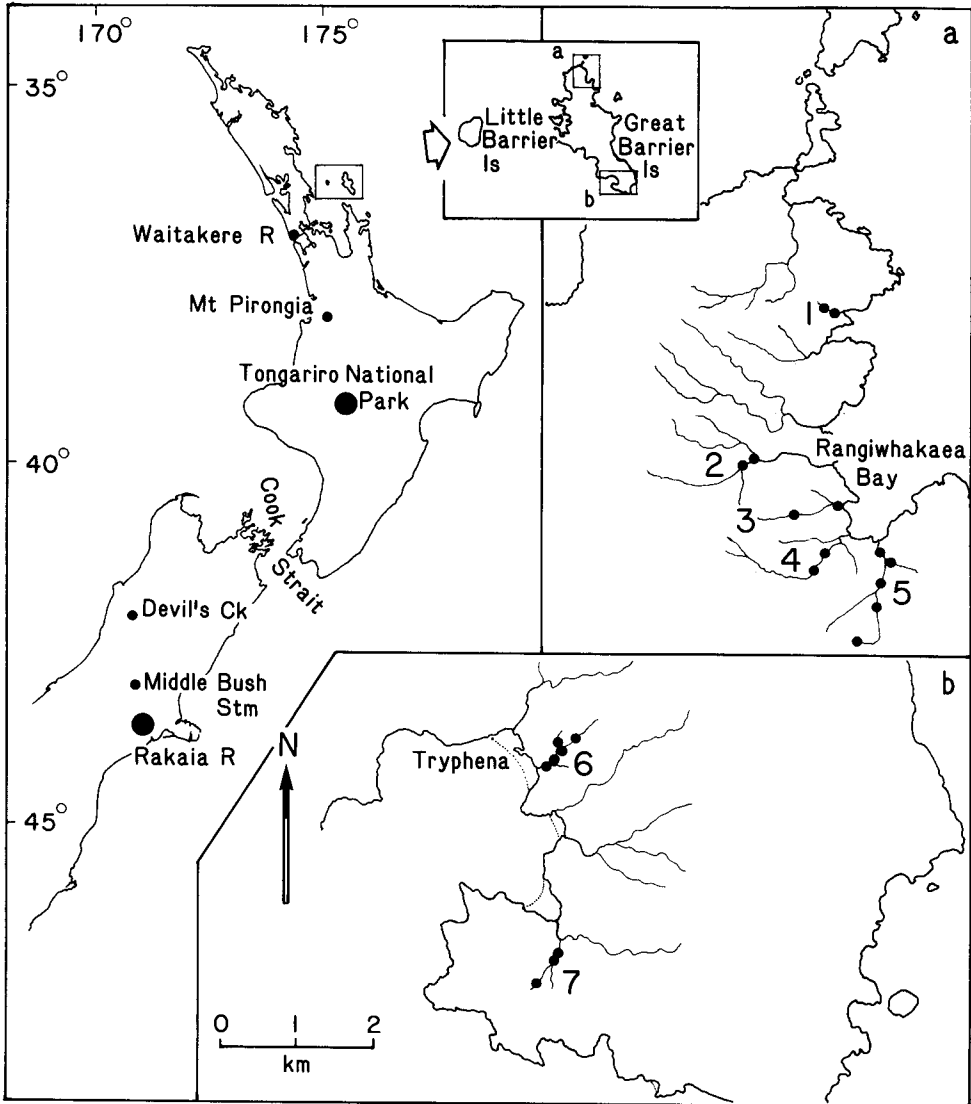 170°
175°
35°
40°
45°
Waitakere R
Mt Pirongia
Tongariro National
Park
Cook
Strait
Devil's Ck
Middle Bush
Stm
Rakaia R
N
a
Little
Barrier
Is
Great
Barrier
Is
b
a
1
Rangiwhakaea
Bay
2
3
4
5
b
Tryphena
6
7
0 1 2
km